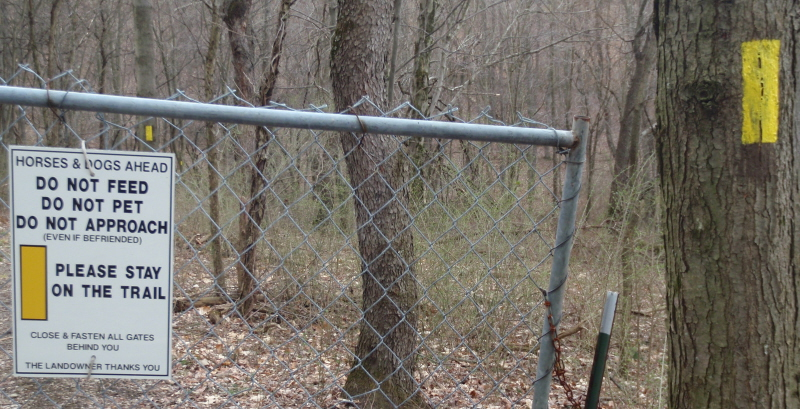 HORSES & DOGS AHEAD
DO NOT FEED
DO NOT PET
DO NOT APPROACH
(EVEN IF BEFRIENDED)
PLEASE STAY
ON THE TRAIL
CLOSE & FASTEN ALL GATES
BEHIND YOU
THE LANDOWNER THANKS YOU